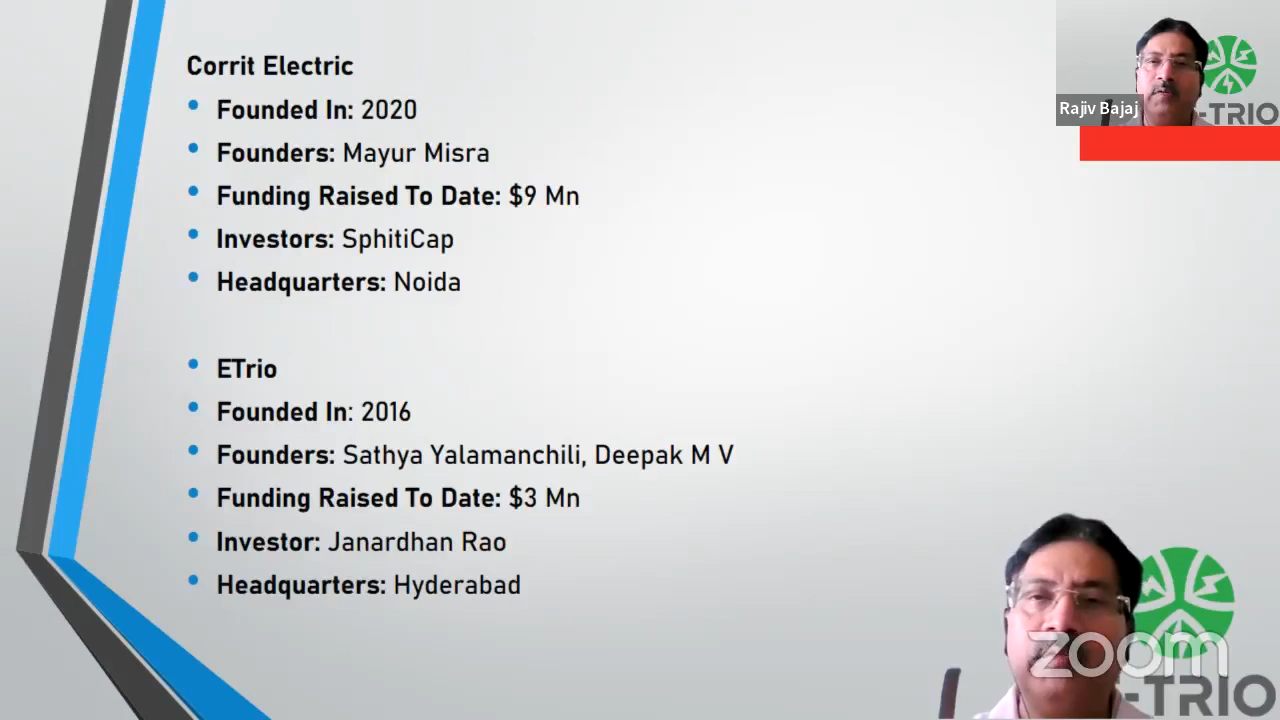 Corrit Electric
Founded In: 2020
Founders: Mayur Misra
Funding Raised To Date: $9 Mn
Investors: SphitiCap
Headquarters: Noida
ETrio
Founded In: 2016
Founders: Sathya Yalamanchili, Deepak M V
Funding Raised To Date: $3 Mn
Investor: Janardhan Rao
Headquarters: Hyderabad
Rajiv Bajaj
-TRIO
zoom
-TRIO